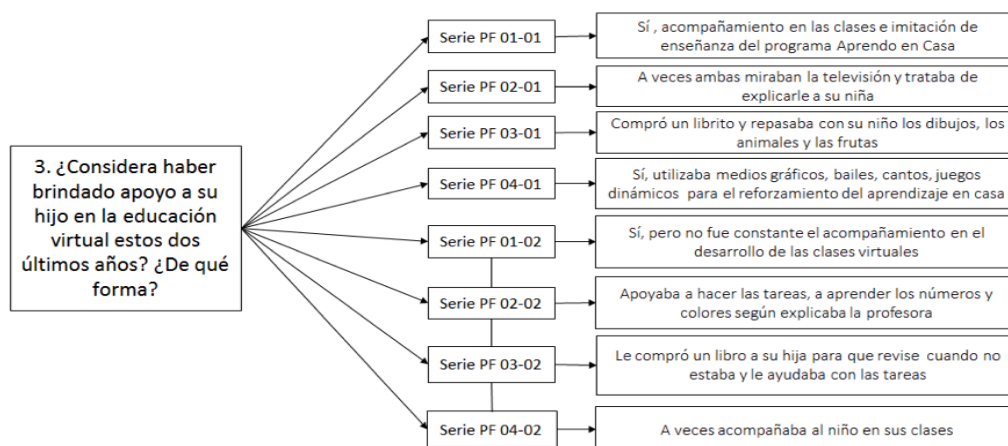 3. ¿Considera haber
brindado apoyo a su
hijo en la educación
virtual estos dos
últimos años? ¿De qué
forma?
Serie PF 01-01
Sí , acompañamiento en las clases e imitación de
enseñanza del programa Aprendo en Casa
Serie PF 02-01
A veces ambas miraban la televisión y trataba de
explicarle a su niña
Serie PF 03-01
Compró un librito y repasaba con su niño los dibujos, los
animales y las frutas
Serie PF 04-01
Sí, utilizaba medios gráficos, bailes, cantos, juegos
dinámicos para el reforzamiento del aprendizaje en casa
Serie PF 01-02
Sí, pero no fue constante el acompañamiento en el
desarrollo de las clases virtuales
Serie PF 02-02
Apoyaba a hacer las tareas, a aprender los números y
colores según explicaba la profesora
Serie PF 03-02
Le compró un libro a su hija para que revise cuando no
estaba y le ayudaba con las tareas
Serie PF 04-02
A veces acompañaba al niño en sus clases